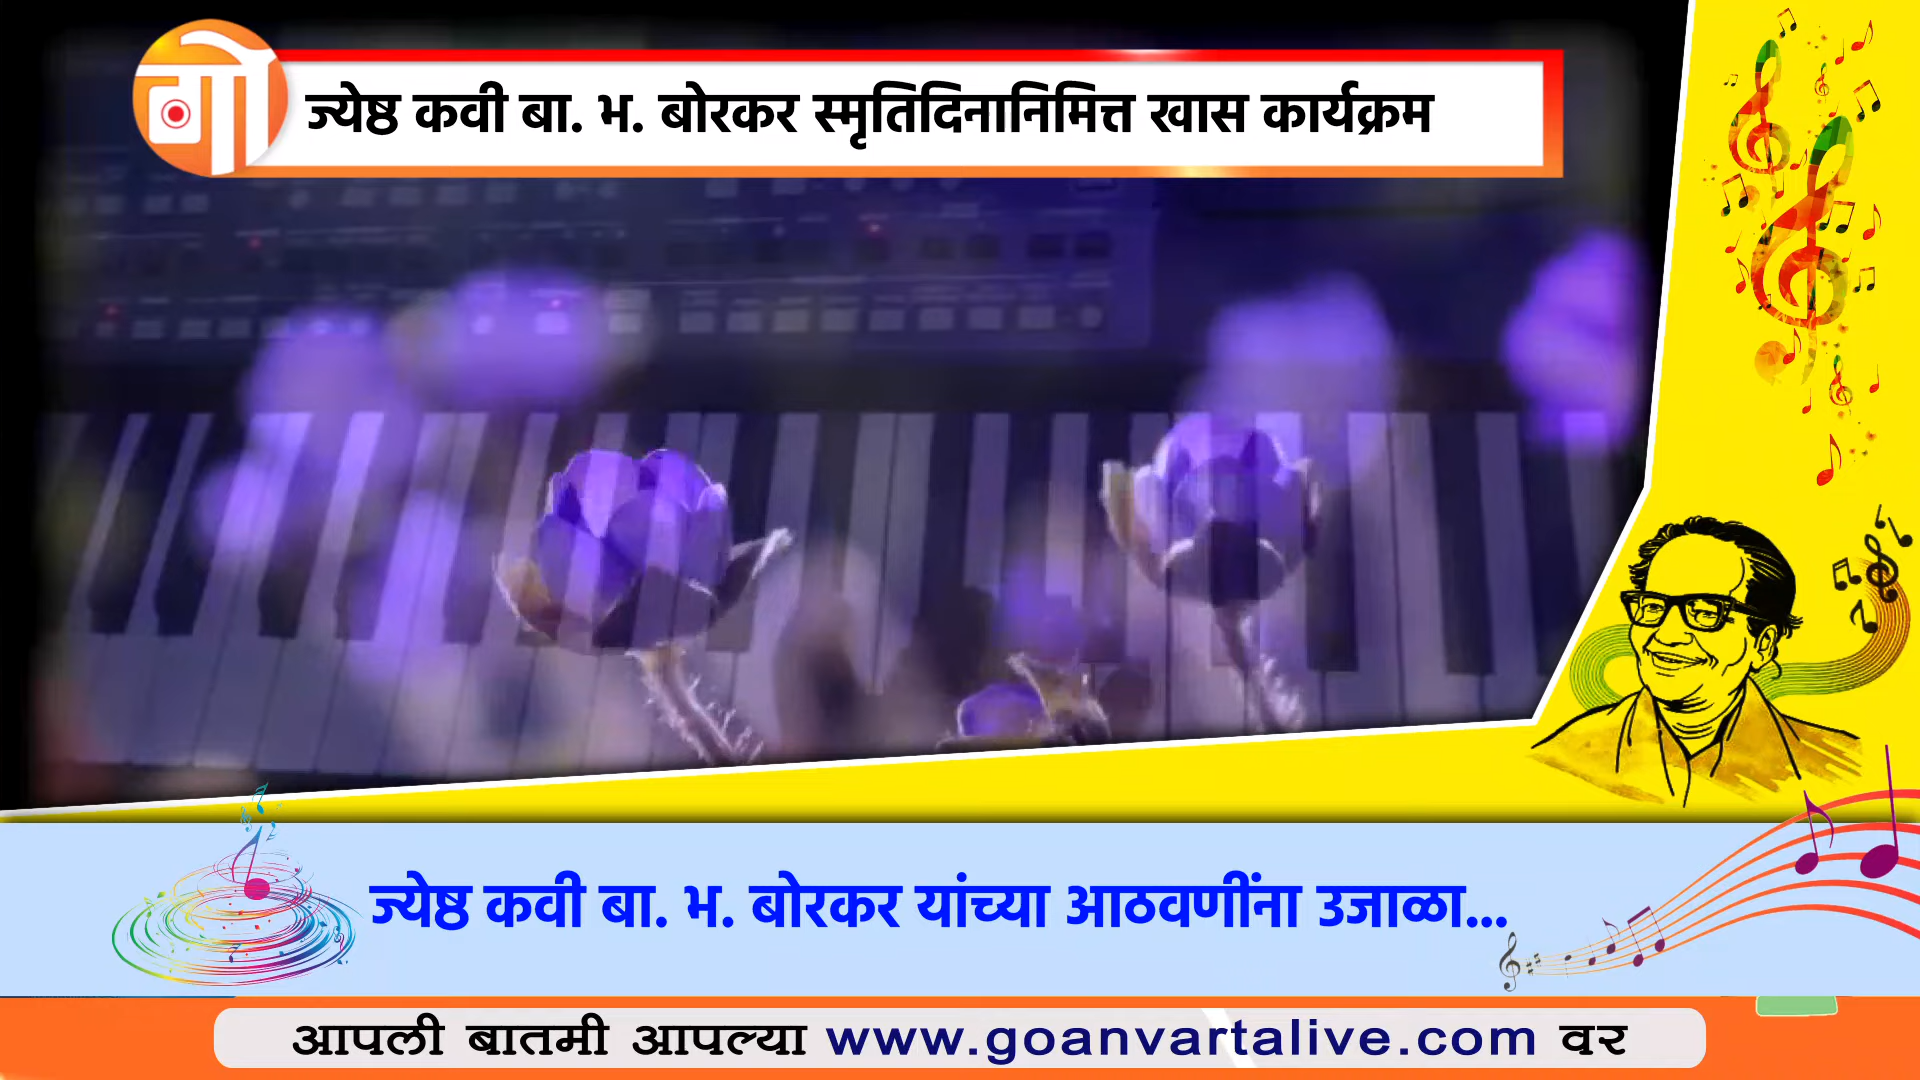 गो
ज्येष्ठ कवी बा. भ. बोरकर स्मृतिदिनानिमित्त खास कार्यक्रम
ज्येष्ठ कवी बा. भ. बोरकर यांच्या आठवणींना उजाळा...
आपली बातमी आपल्या www.goanvartalive.com वर